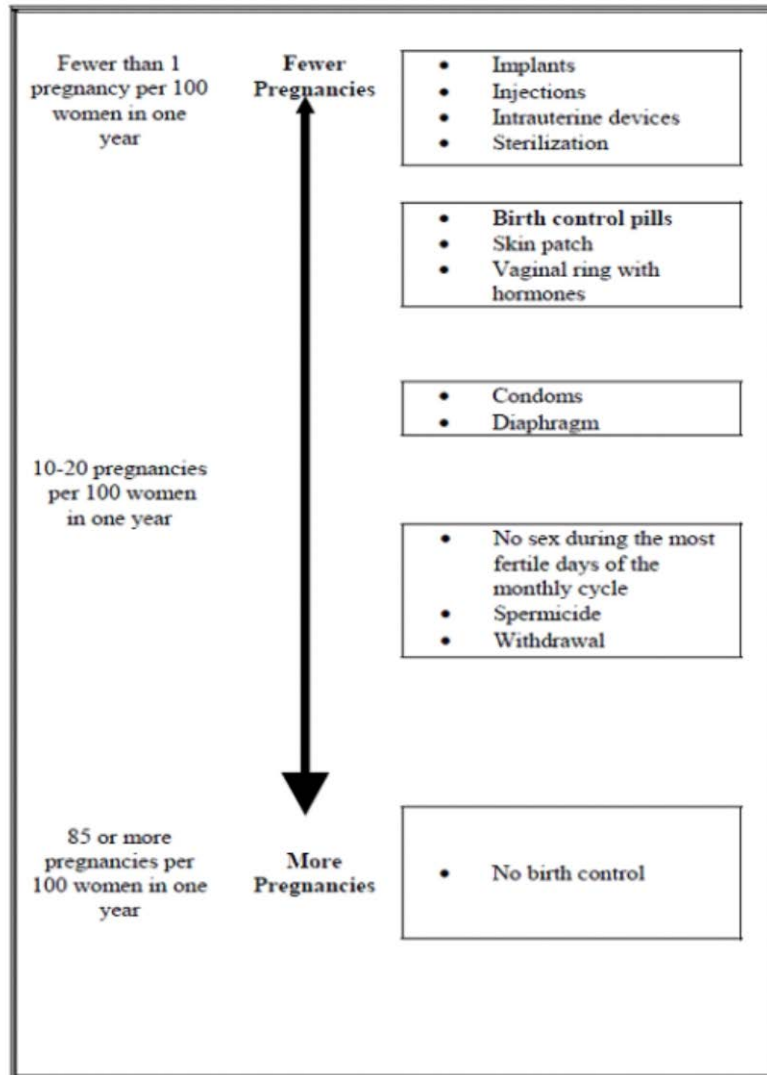 Fewer than 1
pregnancy per 100
women in one
year
Fewer
Pregnancies
• Implants
• Injections
• Intrauterine devices
• Sterilization
• Birth control pills
• Skin patch
• Vaginal ring with
hormones
• Condoms
• Diaphragm
10-20 pregnancies
per 100 women
in one year
• No sex during the most
fertile days of the
monthly cycle
• Spermicide
• Withdrawal
85 or more
pregnancies per
100 women in one
year
More
Pregnancies
• No birth control